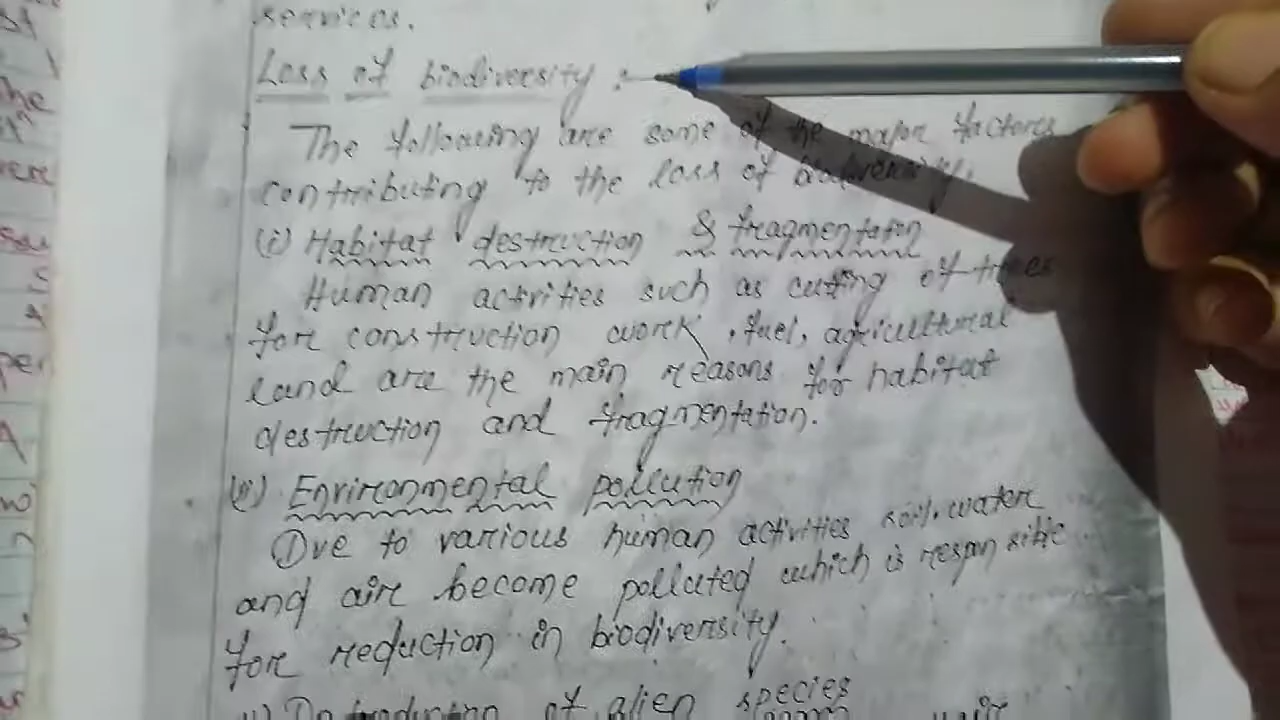 services.
Loss of biodiversity :-
The following are some of the major factors
contributing to the loss of biodiversity.
(i) Habitat destruction & fragmentation
Human activities such as cutting of trees
for construction work, fuel, agricultural
land are the main reasons for habitat
destruction and fragmentation.
(ii) Environmental pollution
Due to various human activities soil, water
and air become polluted which is responsible
for reduction in biodiversity.
of alien species